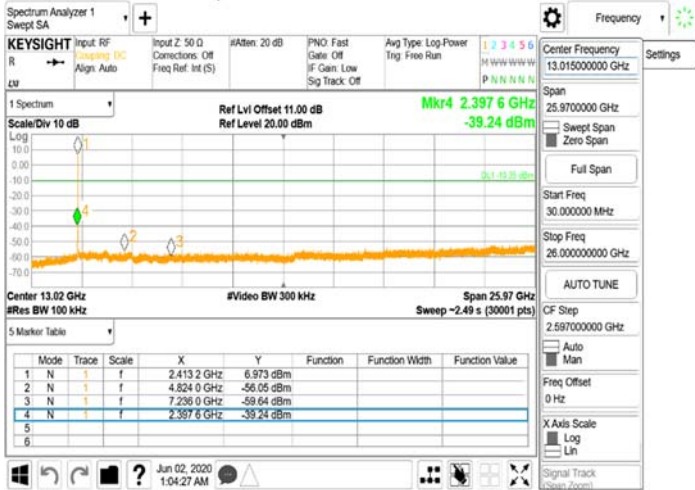 Spectrum Analyzer 1
Swept SA
+
Frequency
KEYSIGHT
R
Input: RF
Coupling: DC
Align: Auto
Input Z: 50 Ω
Corrections: Off
Freq Ref: Int (S)
#Atten: 20 dB
PNO: Fast
Gate: Off
IF Gain: Low
Sig Track: Off
Avg Type: Log-Power
Trig: Free Run
1 2 3 4 5 6
M W W W W W
P N N N N N
Center Frequency
13.015000000 GHz
Settings
Span
25.9700000 GHz
Swept Span
Zero Span
Full Span
Start Freq
30.000000 MHz
Stop Freq
26.00000000 GHz
AUTO TUNE
CF Step
2.597000000 GHz
Auto
Man
Freq Offset
0 Hz
X Axis Scale
Log
Lin
Signal Track
(Span Zoom)
1 Spectrum
Scale/Div 10 dB
Ref Lvl Offset 11.00 dB
Ref Level 20.00 dBm
Mkr4 2.397 6 GHz
-39.24 dBm
Log
10.0
0.00
-10.0
-20.0
-30.0
-40.0
-50.0
-60.0
-70.0
1
4
2
3
Center 13.02 GHz
#Res BW 100 kHz
#Video BW 300 kHz
Span 25.97 GHz
Sweep ~2.49 s (30001 pts)
5 Marker Table
Mode Trace Scale X Y Function Function Width Function Value
1 N 1 f 2.413 2 GHz 6.973 dBm
2 N 1 f 4.824 0 GHz -56.05 dBm
3 N 1 f 7.236 0 GHz -59.64 dBm
4 N 1 f 2.397 6 GHz -39.24 dBm
5
6
?
Jun 02, 2020
1:04:27 AM